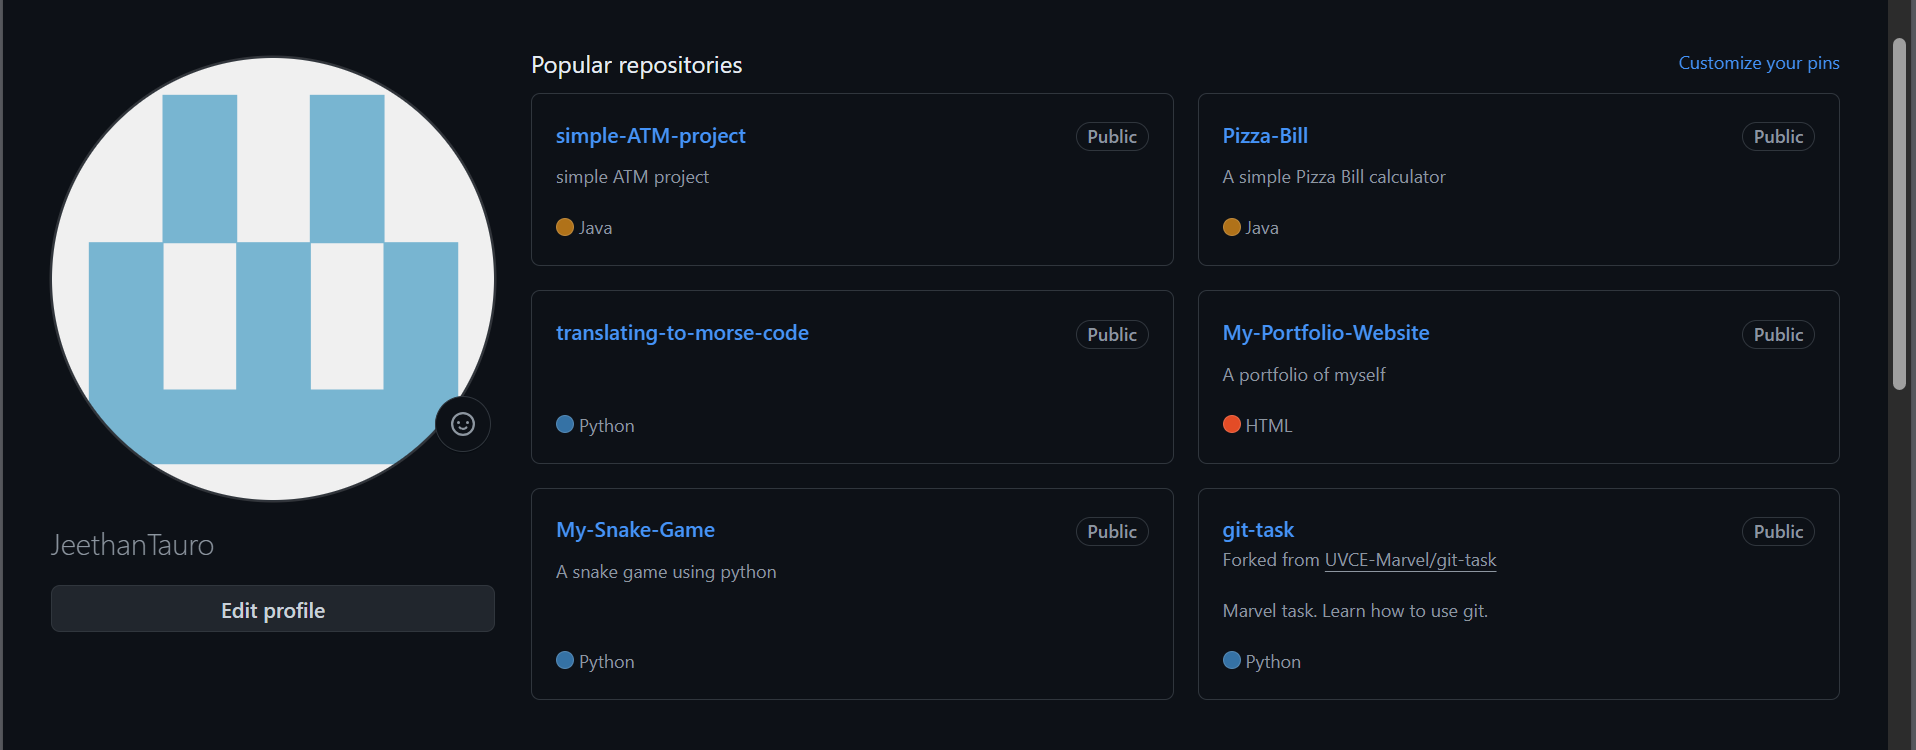 JeethanTauro
Edit profile
Popular repositories
Customize your pins
simple-ATM-project
Public
simple ATM project
Java
Pizza-Bill
Public
A simple Pizza Bill calculator
Java
translating-to-morse-code
Public
Python
My-Portfolio-Website
Public
A portfolio of myself
HTML
My-Snake-Game
Public
A snake game using python
Python
git-task
Public
Forked from UVCE-Marvel/git-task
Marvel task. Learn how to use git.
Python